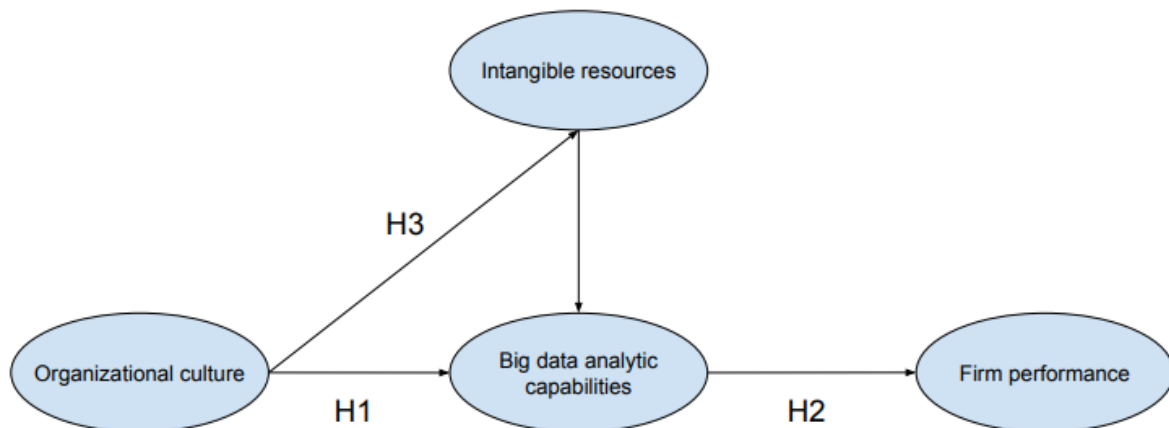 Intangible resources
H3
Organizational culture
Big data analytic
capabilities
Firm performance
H1
H2